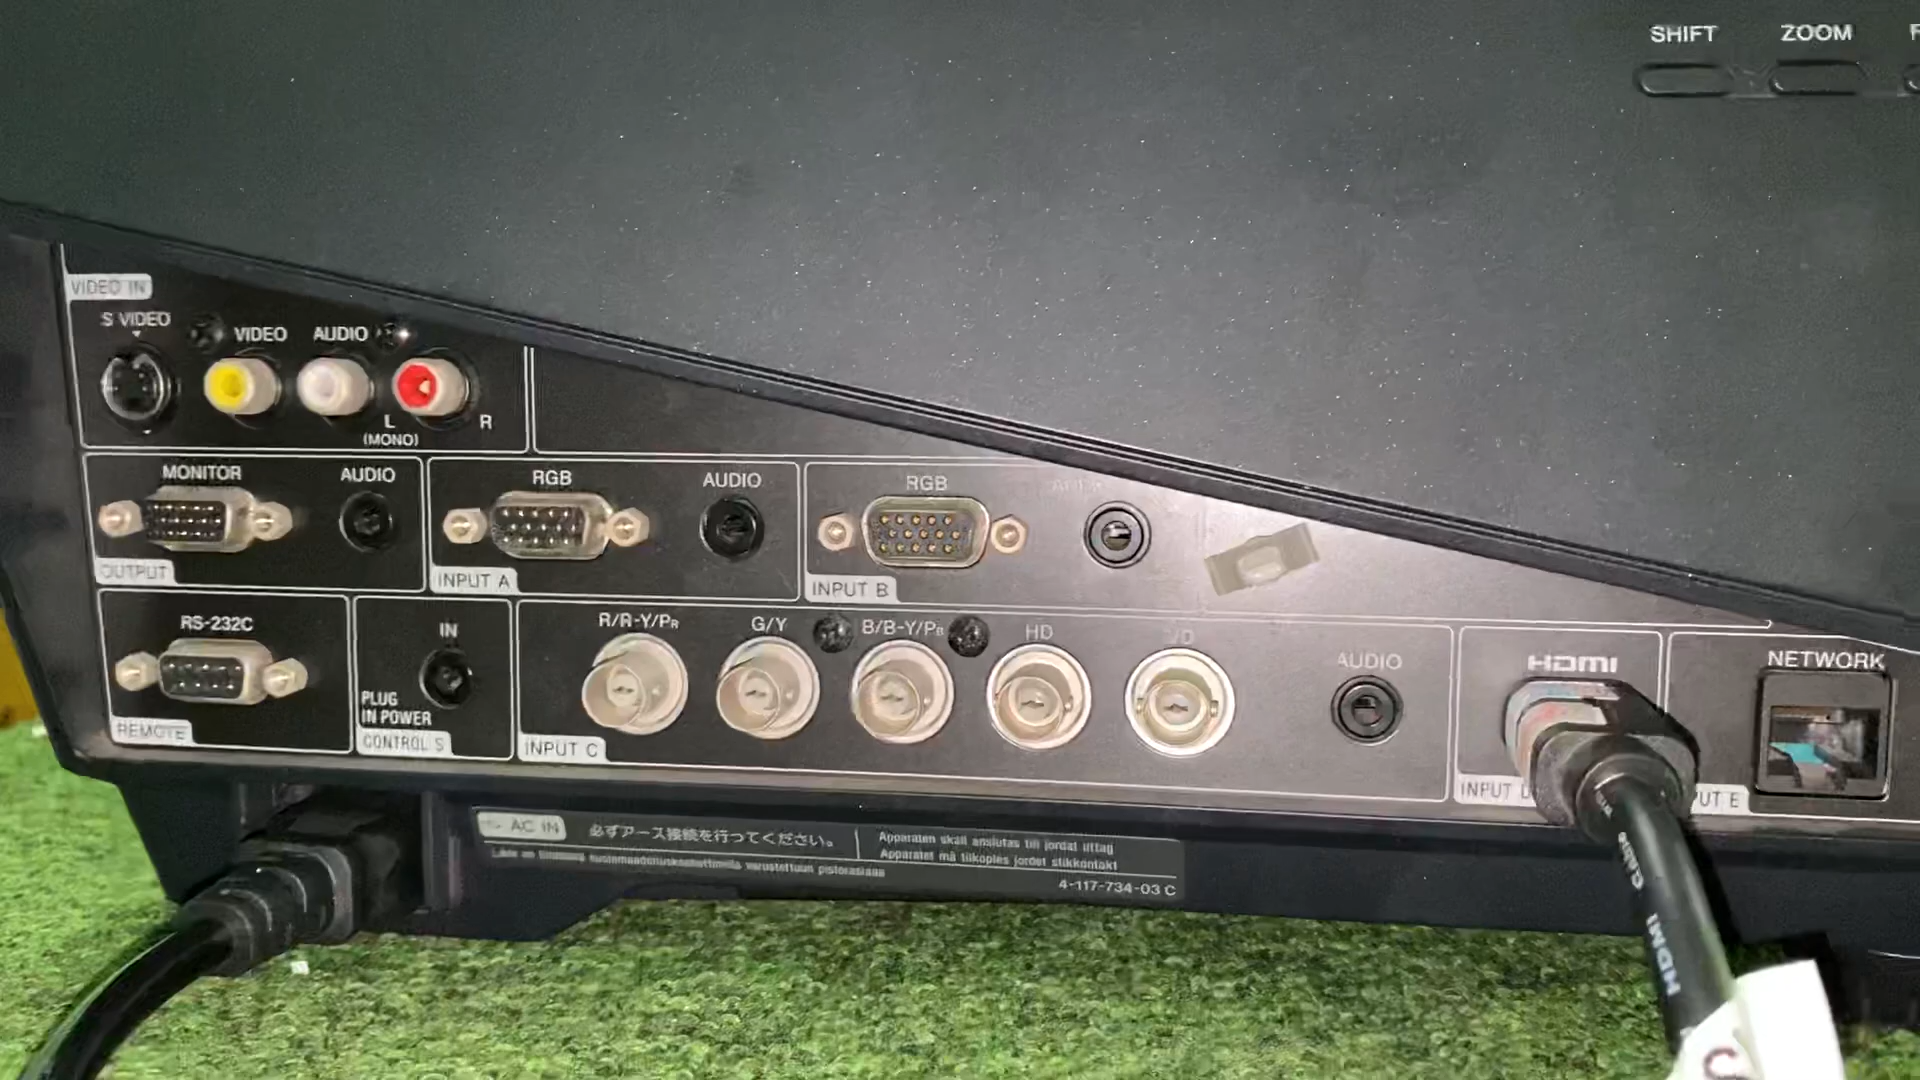 SHIFT ZOOM
VIDEO IN
S VIDEO VIDEO AUDIO
L R
(MONO)
MONITOR AUDIO
OUTPUT
RGB AUDIO
INPUT A
RGB
INPUT B
RS-232C
REMOTE
IN
PLUG
IN POWER
CONTROL S
R/R-Y/PR G/Y B/B-Y/PB HD VD AUDIO
INPUT C
HDMI
INPUT D
NETWORK
PUT E
AC IN
必ずアース接続を行ってください。
Apparaten skall anslutas till jordat uttag
Apparatet må tilkoples jordet stikkontakt
4-117-734-03 C
HDMI CABLE
C